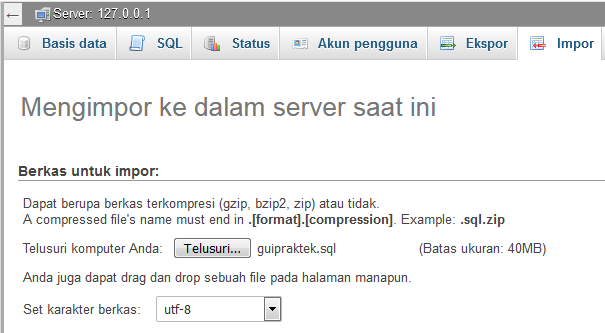 Server: 127.0.0.1
Basis data SQL Status Akun pengguna Ekspor Impor
Mengimpor ke dalam server saat ini
Berkas untuk impor:
Dapat berupa berkas terkompresi (gzip, bzip2, zip) atau tidak.
A compressed file's name must end in .[format].[compression]. Example: .sql.zip
Telusuri komputer Anda: Telusuri... guipraktek.sql (Batas ukuran: 40MB)
Anda juga dapat drag dan drop sebuah file pada halaman manapun.
Set karakter berkas: utf-8